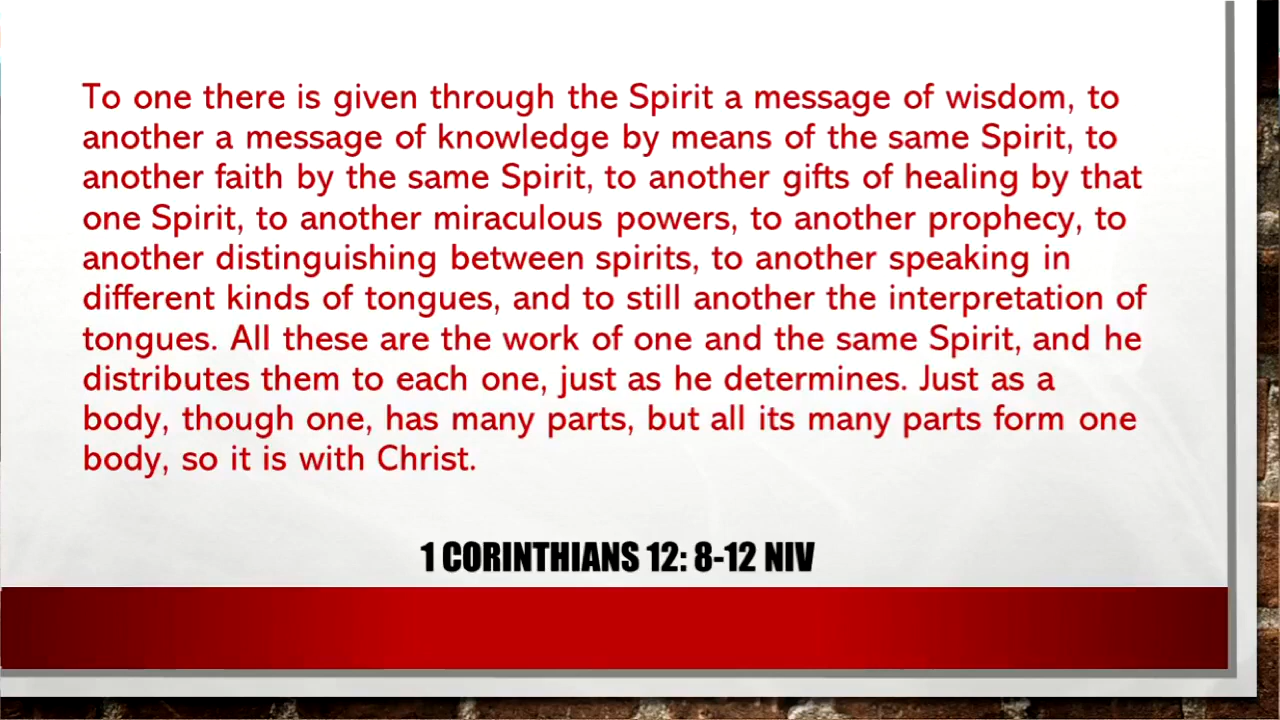 To one there is given through the Spirit a message of wisdom, to
another a message of knowledge by means of the same Spirit, to
another faith by the same Spirit, to another gifts of healing by that
one Spirit, to another miraculous powers, to another prophecy, to
another distinguishing between spirits, to another speaking in
different kinds of tongues, and to still another the interpretation of
tongues. All these are the work of one and the same Spirit, and he
distributes them to each one, just as he determines. Just as a
body, though one, has many parts, but all its many parts form one
body, so it is with Christ.
1 CORINTHIANS 12: 8-12 NIV